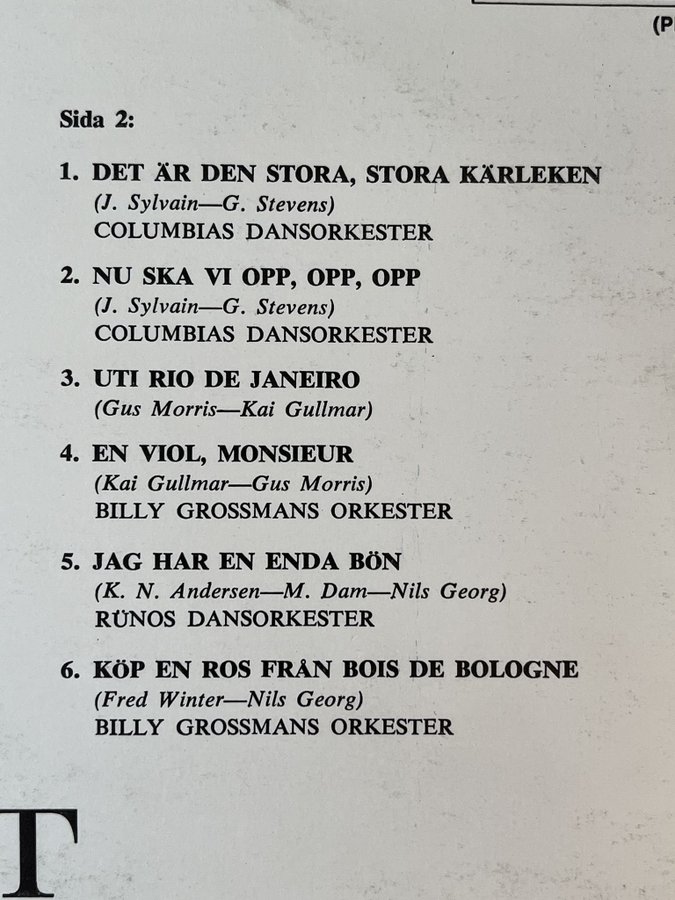 (P
Sida 2:
1. DET ÄR DEN STORA, STORA KÄRLEKEN
(J. Sylvain—G. Stevens)
COLUMBIAS DANSORKESTER
2. NU SKA VI OPP, OPP, OPP
(J. Sylvain—G. Stevens)
COLUMBIAS DANSORKESTER
3. UTI RIO DE JANEIRO
(Gus Morris—Kai Gullmar)
4. EN VIOL, MONSIEUR
(Kai Gullmar—Gus Morris)
BILLY GROSSMANS ORKESTER
5. JAG HAR EN ENDA BÖN
(K. N. Andersen—M. Dam—Nils Georg)
RÜNOS DANSORKESTER
6. KÖP EN ROS FRÅN BOIS DE BOLOGNE
(Fred Winter—Nils Georg)
BILLY GROSSMANS ORKESTER
T